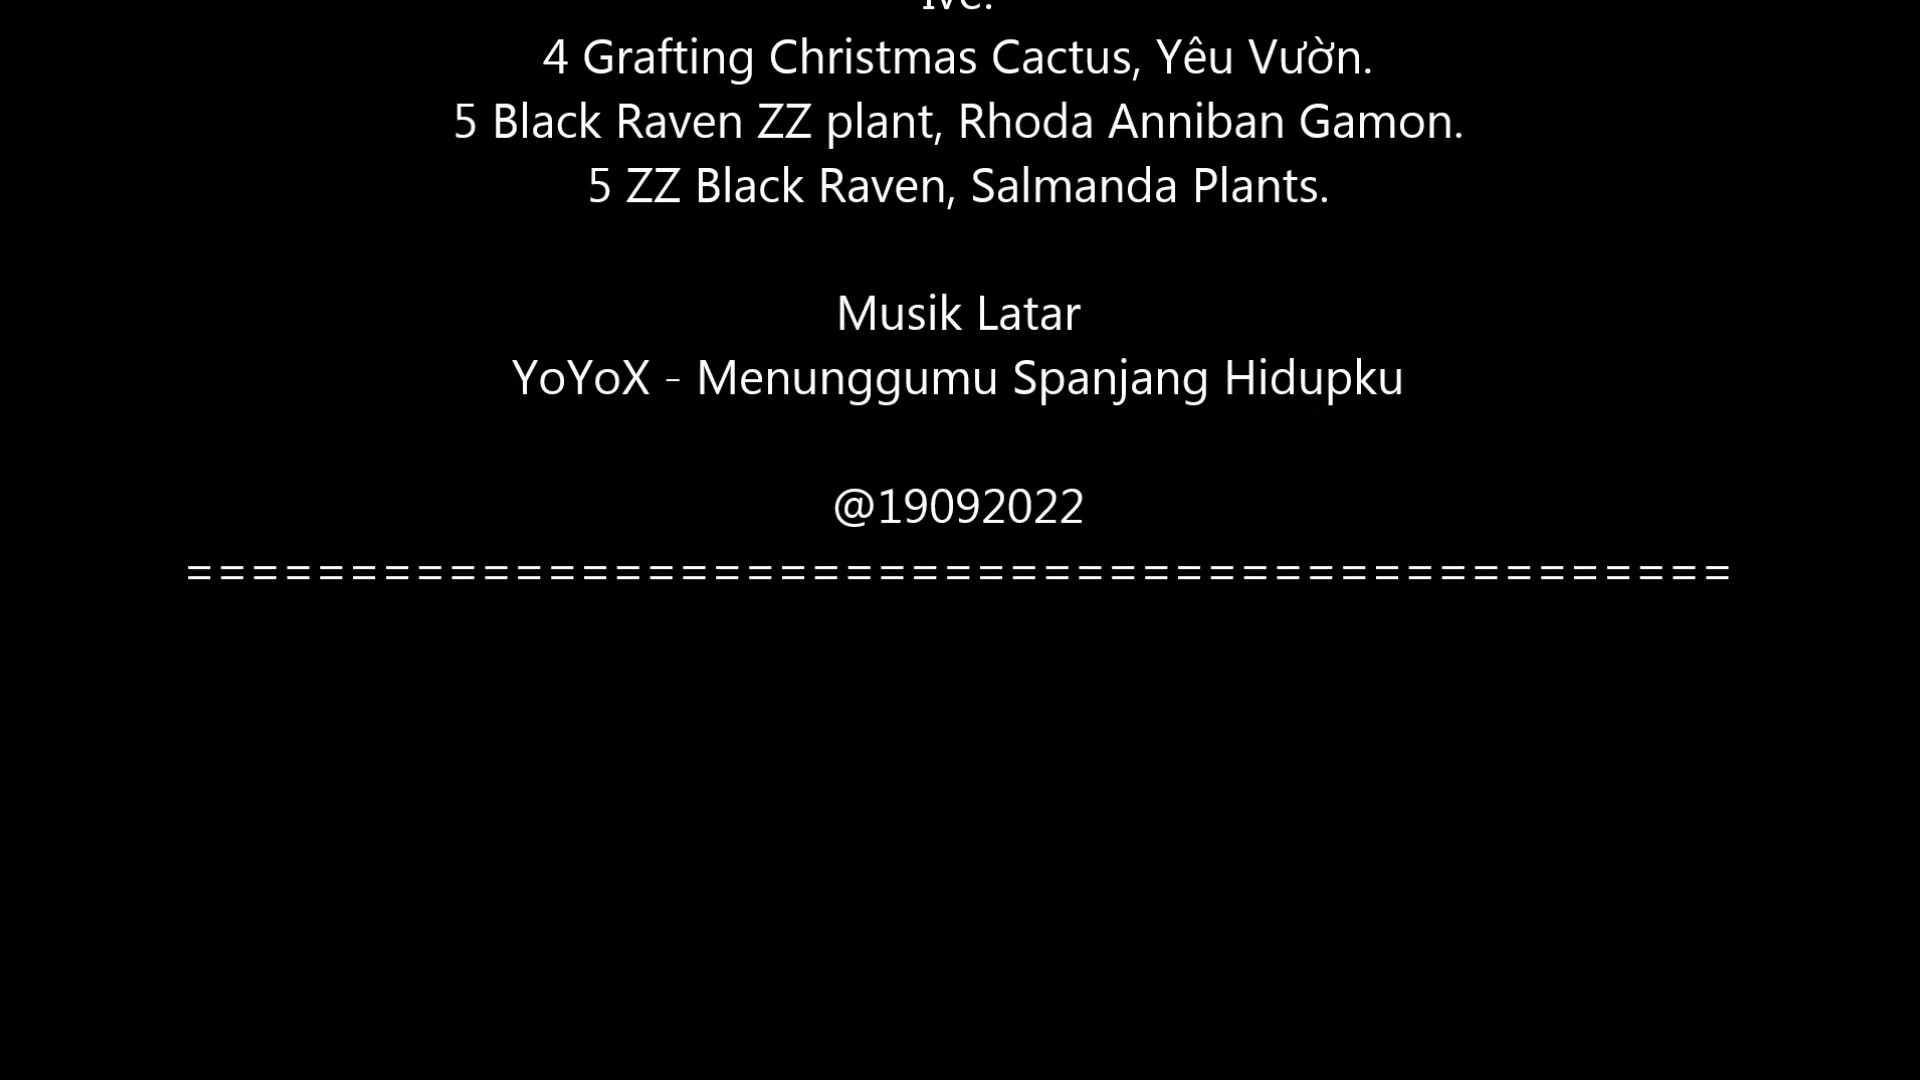 4 Grafting Christmas Cactus, Yêu Vườn.
5 Black Raven ZZ plant, Rhoda Anniban Gamon.
5 ZZ Black Raven, Salmanda Plants.
Musik Latar
YoYoX - Menunggumu Spanjang Hidupku
@19092022
===============================================